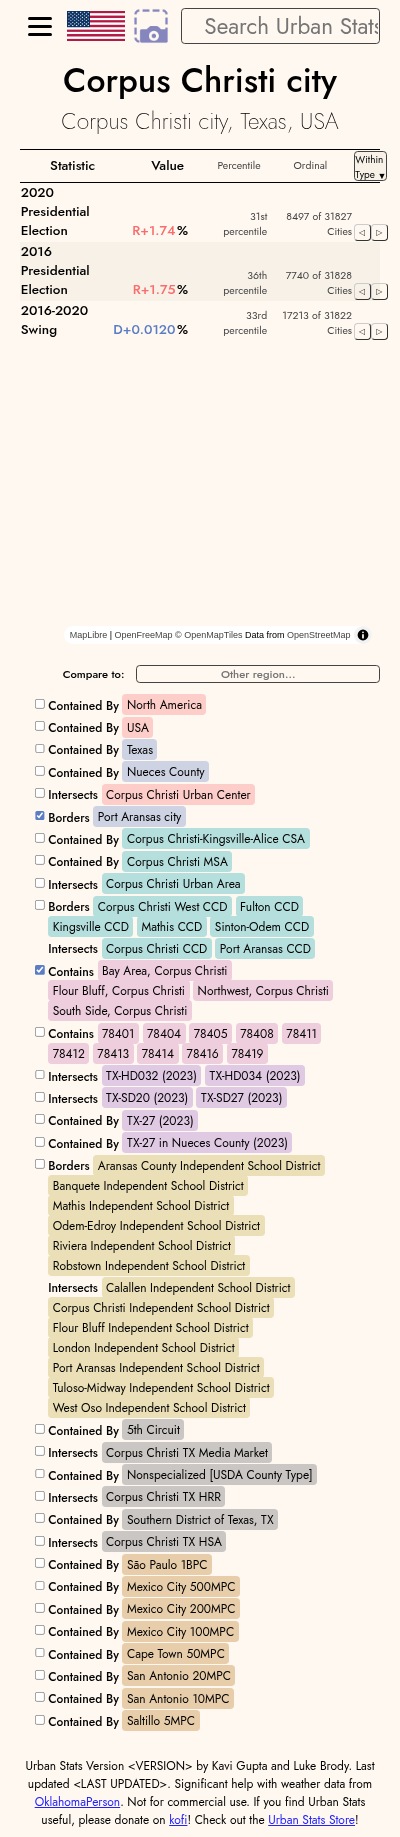 Search Urban Stats
Corpus Christi city
Corpus Christi city, Texas, USA
Statistic Value Percentile Ordinal Within Type ▼
2020 Presidential Election R+1.74% 31st percentile 8497 of 31827 Cities ◁ ▷
2016 Presidential Election R+1.75% 36th percentile 7740 of 31828 Cities ◁ ▷
2016-2020 Swing D+0.0120% 33rd percentile 17213 of 31822 Cities ◁ ▷
MapLibre | OpenFreeMap © OpenMapTiles Data from OpenStreetMap
Compare to: Other region...
Contained By North America
Contained By USA
Contained By Texas
Contained By Nueces County
Intersects Corpus Christi Urban Center
Borders Port Aransas city
Contained By Corpus Christi-Kingsville-Alice CSA
Contained By Corpus Christi MSA
Intersects Corpus Christi Urban Area
Borders Corpus Christi West CCD Fulton CCD
Kingsville CCD Mathis CCD Sinton-Odem CCD
Intersects Corpus Christi CCD Port Aransas CCD
Contains Bay Area, Corpus Christi
Flour Bluff, Corpus Christi Northwest, Corpus Christi
South Side, Corpus Christi
Contains 78401 78404 78405 78408 78411
78412 78413 78414 78416 78419
Intersects TX-HD032 (2023) TX-HD034 (2023)
Intersects TX-SD20 (2023) TX-SD27 (2023)
Contained By TX-27 (2023)
Contained By TX-27 in Nueces County (2023)
Borders Aransas County Independent School District
Banquete Independent School District
Mathis Independent School District
Odem-Edroy Independent School District
Riviera Independent School District
Robstown Independent School District
Intersects Calallen Independent School District
Corpus Christi Independent School District
Flour Bluff Independent School District
London Independent School District
Port Aransas Independent School District
Tuloso-Midway Independent School District
West Oso Independent School District
Contained By 5th Circuit
Intersects Corpus Christi TX Media Market
Contained By Nonspecialized [USDA County Type]
Intersects Corpus Christi TX HRR
Contained By Southern District of Texas, TX
Intersects Corpus Christi TX HSA
Contained By São Paulo 1BPC
Contained By Mexico City 500MPC
Contained By Mexico City 200MPC
Contained By Mexico City 100MPC
Contained By Cape Town 50MPC
Contained By San Antonio 20MPC
Contained By San Antonio 10MPC
Contained By Saltillo 5MPC
Urban Stats Version <VERSION> by Kavi Gupta and Luke Brody. Last
updated <LAST UPDATED>. Significant help with weather data from
OklahomaPerson. Not for commercial use. If you find Urban Stats
useful, please donate on kofi! Check out the Urban Stats Store!